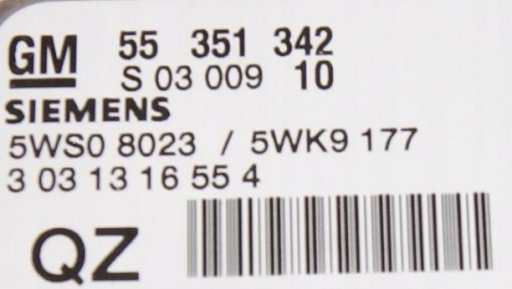 GM 55 351 342
S 03 009 10
SIEMENS
5WS0 8023 / 5WK9 177
3 03 13 16 55 4
QZ